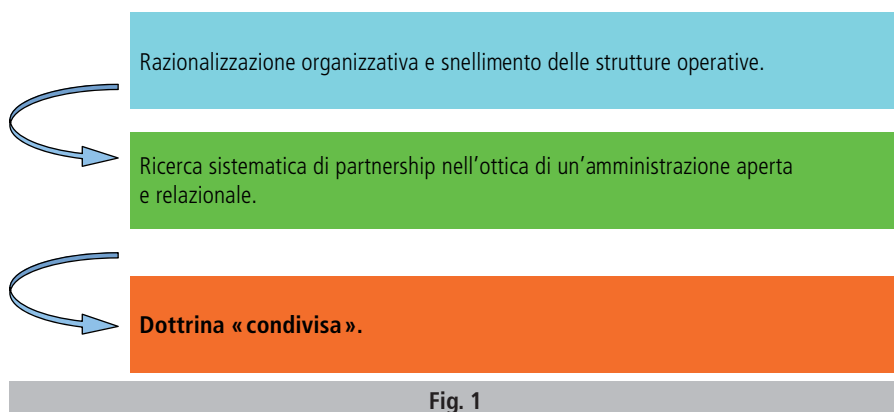 Razionalizzazione organizzativa e snellimento delle strutture operative.
Ricerca sistematica di partnership nell'ottica di un'amministrazione aperta
e relazionale.
Dottrina «condivisa».
Fig. 1